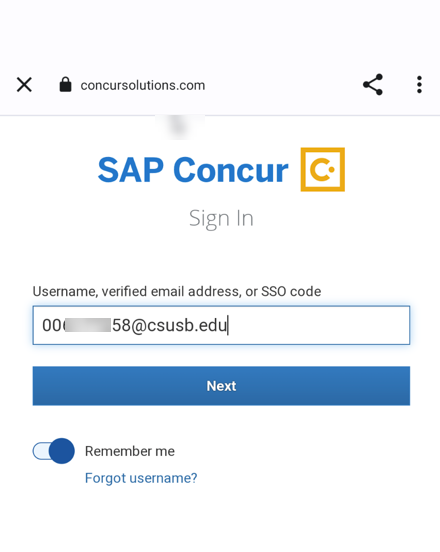 concursolutions.com
SAP Concur
Sign In
Username, verified email address, or SSO code
00 58@csusb.edu
Next
Remember me
Forgot username?